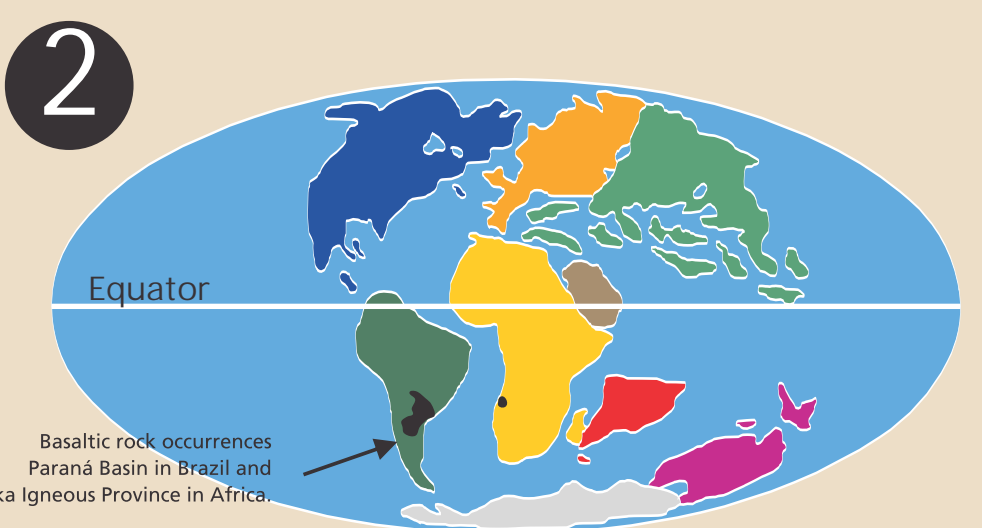 2
Equator
Basaltic rock occurrences
Paraná Basin in Brazil and
Igneous Province in Africa.